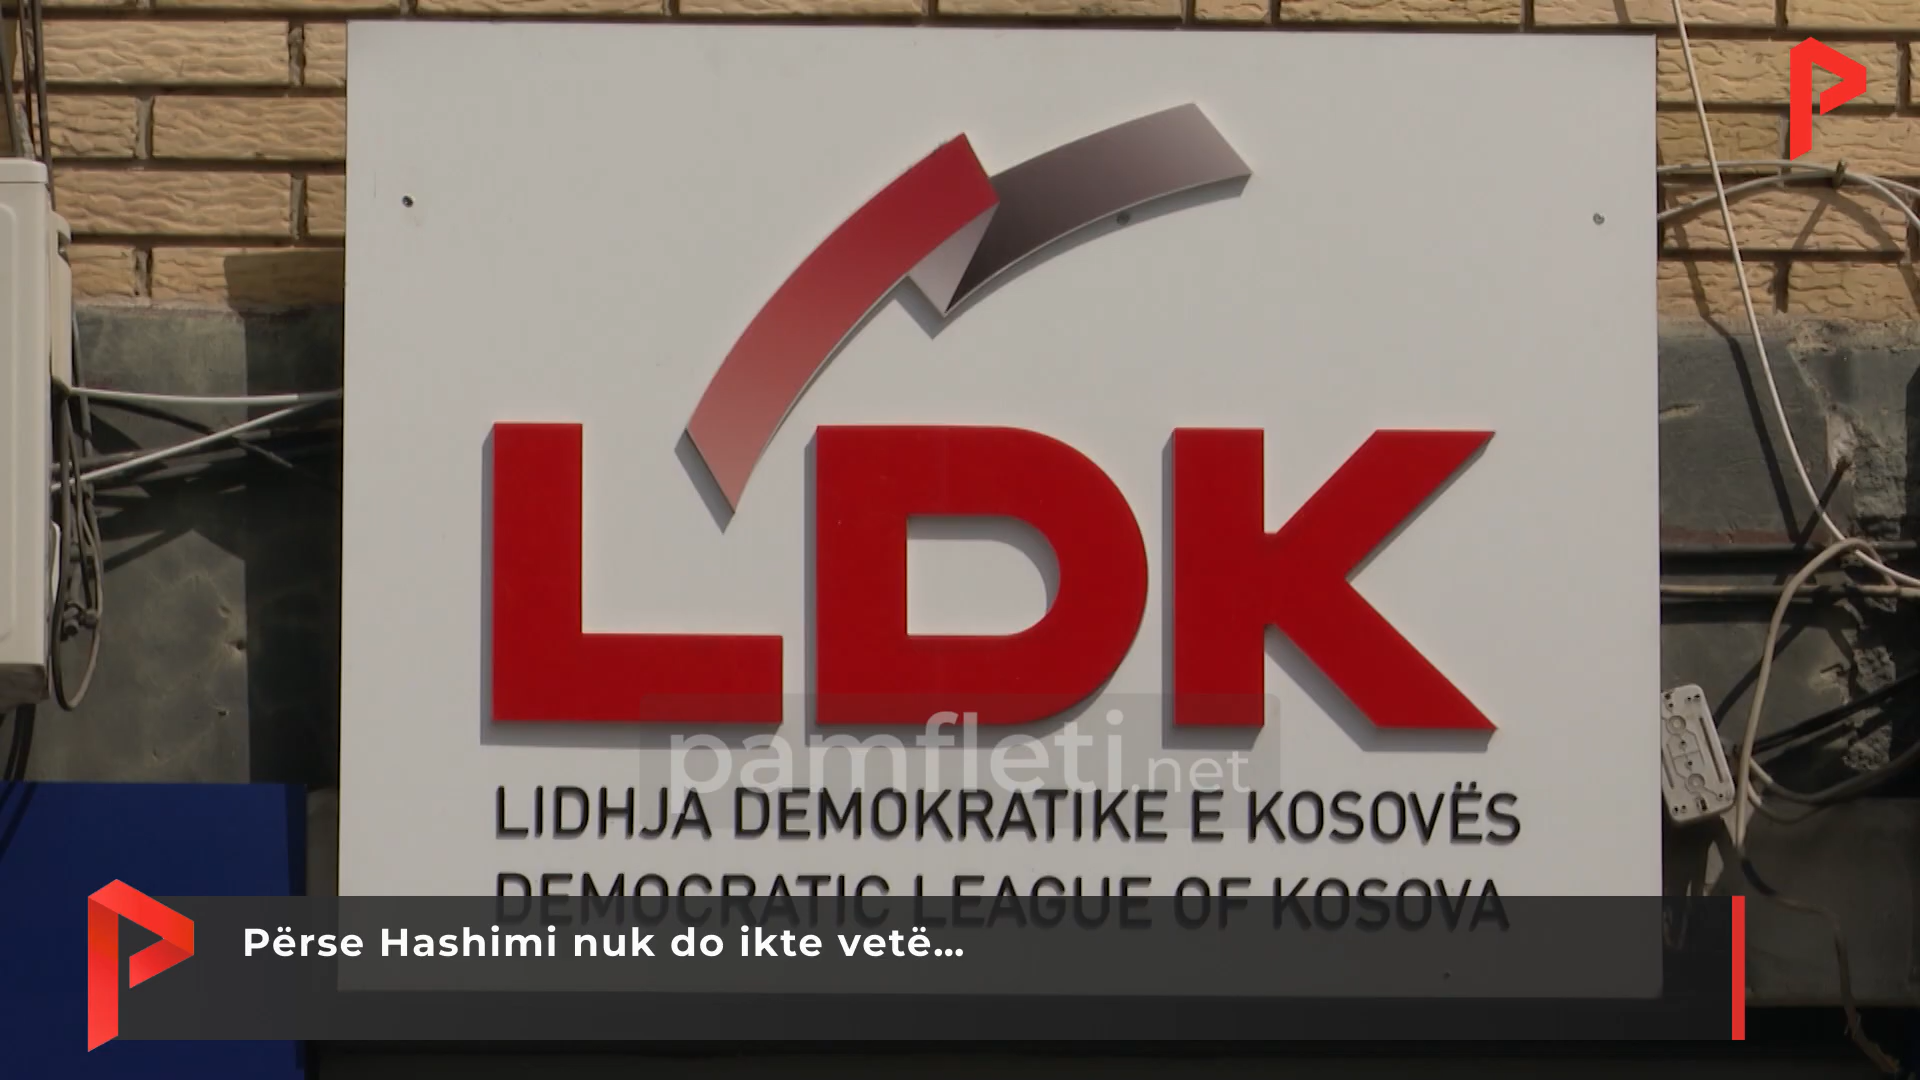 LDK
pamfleti.net
LIDHJA DEMOKRATIKE E KOSOVËS
DEMOCRATIC LEAGUE OF KOSOVA
Përse Hashimi nuk do ikte vetë...